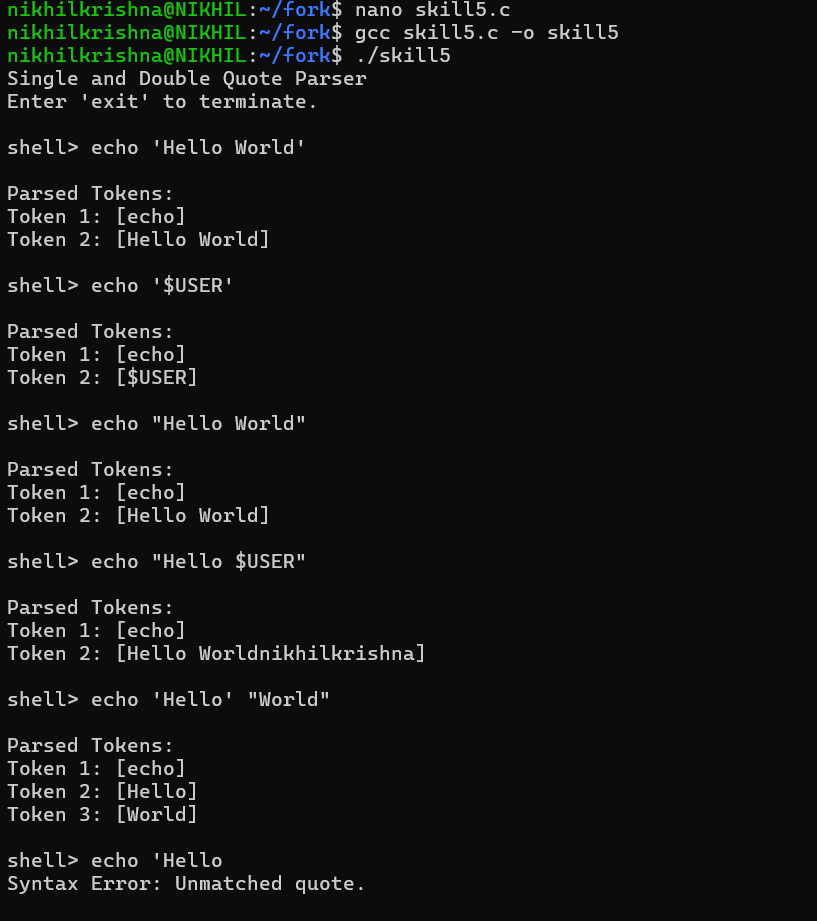 nikhilkrishna@NIKHIL:~/fork$ nano skill5.c
nikhilkrishna@NIKHIL:~/fork$ gcc skill5.c -o skill5
nikhilkrishna@NIKHIL:~/fork$ ./skill5
Single and Double Quote Parser
Enter 'exit' to terminate.
shell> echo 'Hello World'
Parsed Tokens:
Token 1: [echo]
Token 2: [Hello World]
shell> echo '$USER'
Parsed Tokens:
Token 1: [echo]
Token 2: [$USER]
shell> echo "Hello World"
Parsed Tokens:
Token 1: [echo]
Token 2: [Hello World]
shell> echo "Hello $USER"
Parsed Tokens:
Token 1: [echo]
Token 2: [Hello Worldnikhilkrishna]
shell> echo 'Hello' "World"
Parsed Tokens:
Token 1: [echo]
Token 2: [Hello]
Token 3: [World]
shell> echo 'Hello
Syntax Error: Unmatched quote.